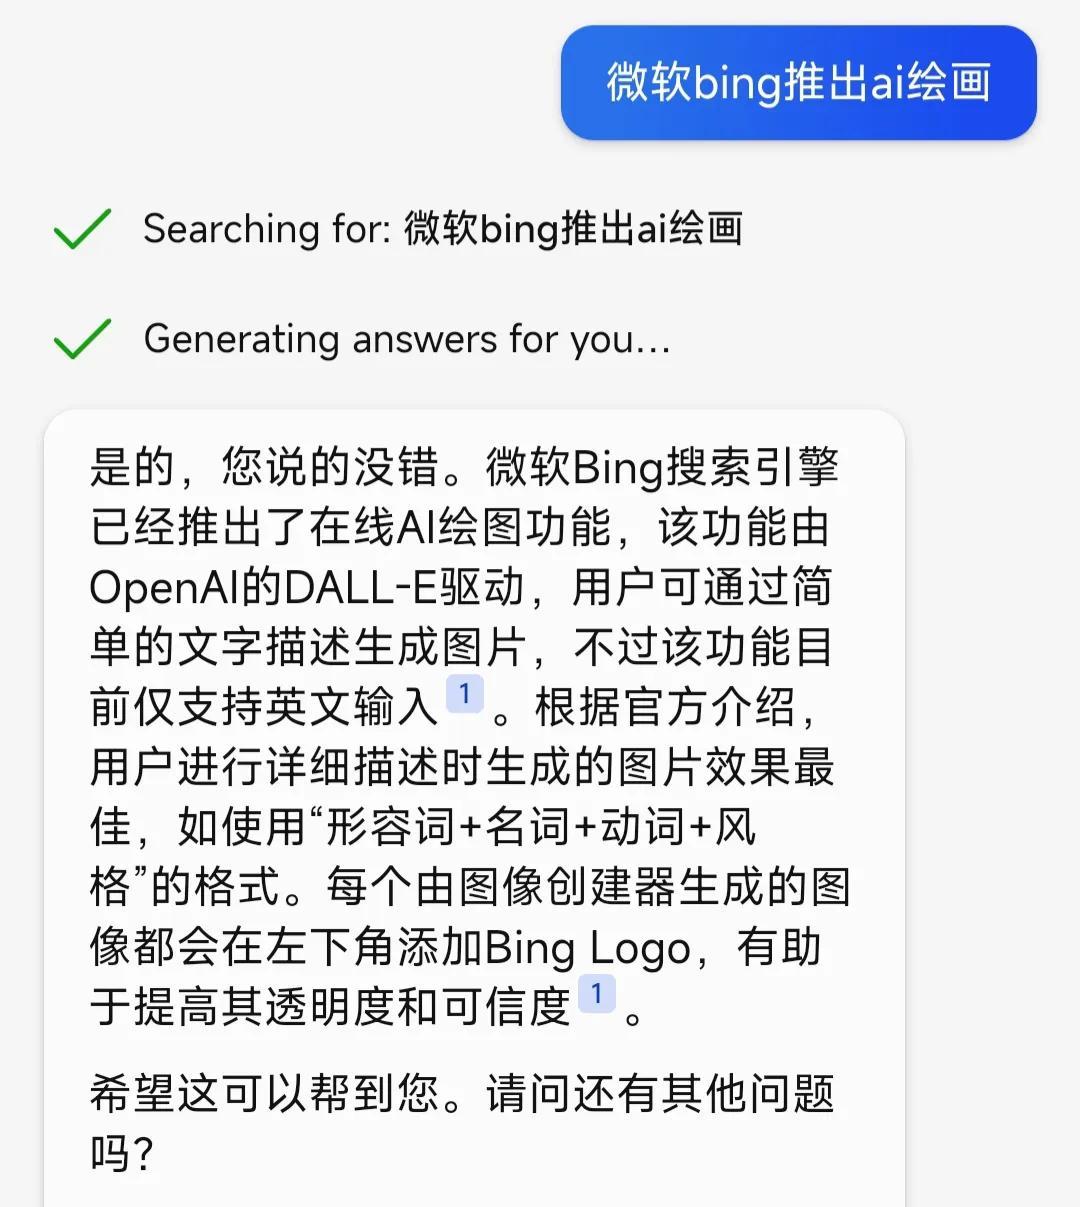 微软bing推出ai绘画
Searching for: 微软bing推出ai绘画
Generating answers for you...
是的，您说的没错。微软Bing搜索引擎
已经推出了在线AI绘图功能，该功能由
OpenAI的DALL-E驱动，用户可通过简
单的文字描述生成图片，不过该功能目
前仅支持英文输入1。根据官方介绍，
用户进行详细描述时生成的图片效果最
佳，如使用“形容词+名词+动词+风
格”的格式。每个由图像创建器生成的图
像都会在左下角添加Bing Logo，有助
于提高其透明度和可信度1。
希望这可以帮到您。请问还有其他问题
吗？